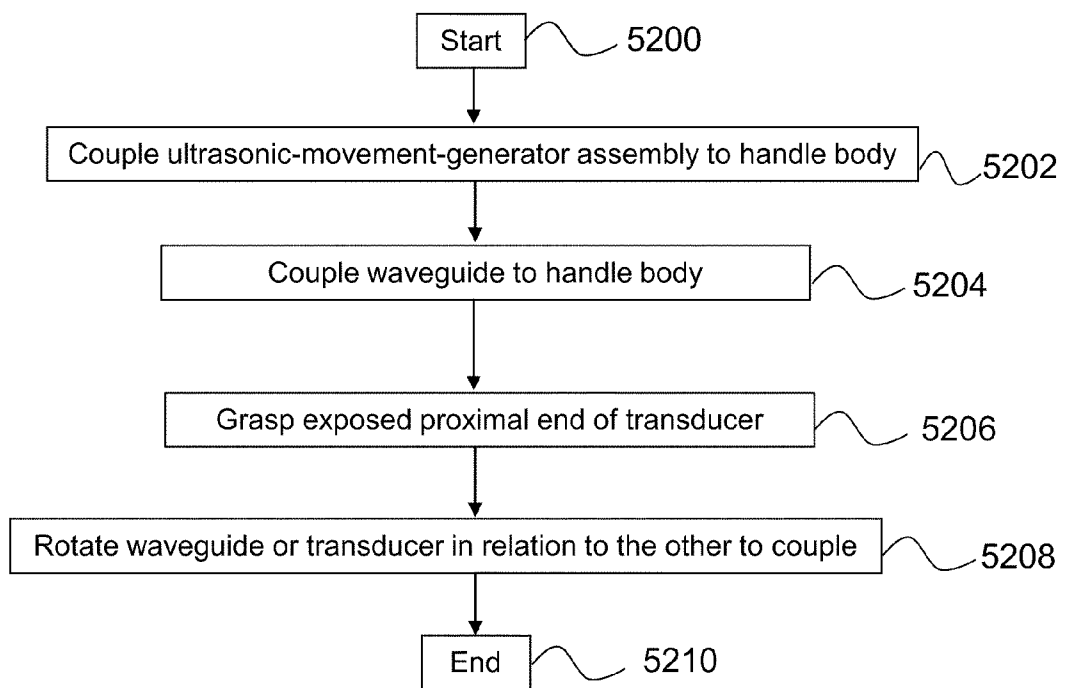 Start
5200
Couple ultrasonic-movement-generator assembly to handle body
5202
Couple waveguide to handle body
5204
Grasp exposed proximal end of transducer
5206
Rotate waveguide or transducer in relation to the other to couple
5208
End
5210